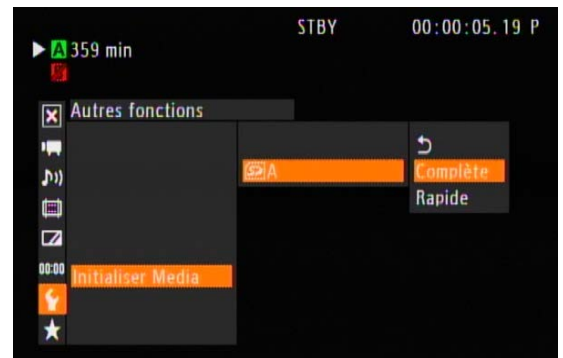 STBY 00:00:05.19 P
A 359 min
Autres fonctions
A
Complète
Rapide
00:00
Initialiser Media